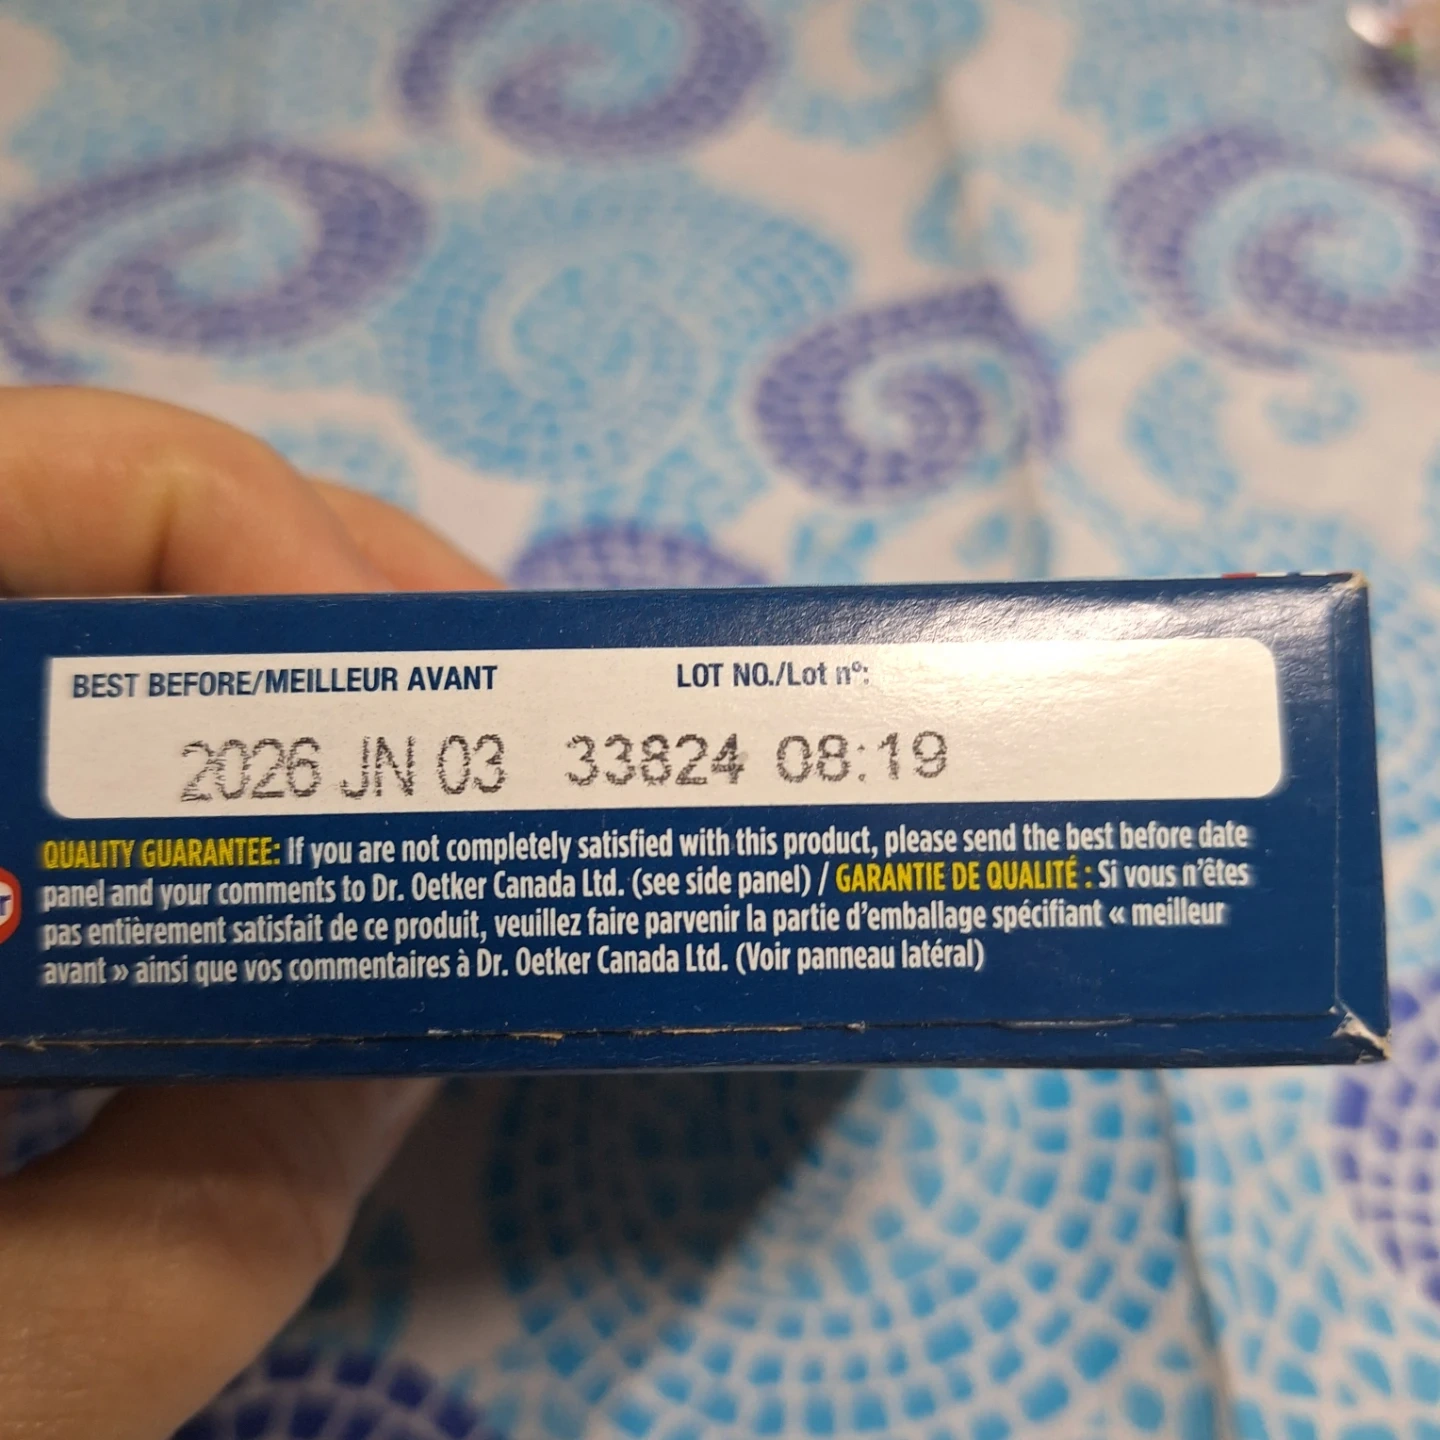 BEST BEFORE/MEILLEUR AVANT LOT NO./Lot nº:
2026 JN 03 33824 08:19
QUALITY GUARANTEE: If you are not completely satisfied with this product, please send the best before date
panel and your comments to Dr. Oetker Canada Ltd. (see side panel) / GARANTIE DE QUALITÉ : Si vous n'êtes
pas entièrement satisfait de ce produit, veuillez faire parvenir la partie d'emballage spécifiant « meilleur
avant » ainsi que vos commentaires à Dr. Oetker Canada Ltd. (Voir panneau latéral)